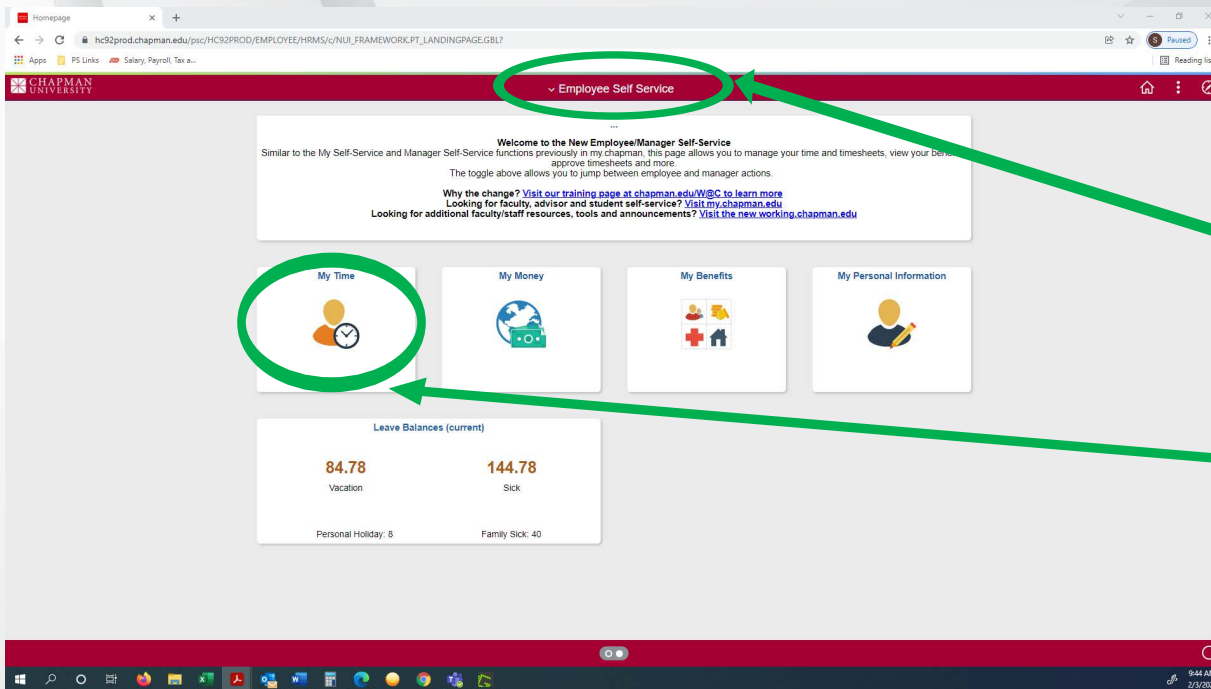 Homepage
hc92prod.chapman.edu/psc/HC92PROD/EMPLOYEE/HRMS/c/NUI_FRAMEWORK.PT_LANDINGPAGE.GBL?
S Paused
Apps PS Links Salary, Payroll, Tax a...
Reading lis
CHAPMAN
UNIVERSITY
Employee Self Service
...
Welcome to the New Employee/Manager Self-Service
Similar to the My Self-Service and Manager Self-Service functions previously in my.chapman, this page allows you to manage your time and timesheets, view your
approve timesheets and more.
The toggle above allows you to jump between employee and manager actions.
Why the change? Visit our training page at chapman.edu/W@C to learn more
Looking for faculty, advisor and student self-service? Visit my.chapman.edu
Looking for additional faculty/staff resources, tools and announcements? Visit the new working.chapman.edu
My Time
My Money
My Benefits
My Personal Information
Leave Balances (current)
84.78 144.78
Vacation Sick
Personal Holiday: 8 Family Sick: 40
9:44 AM
2/3/202